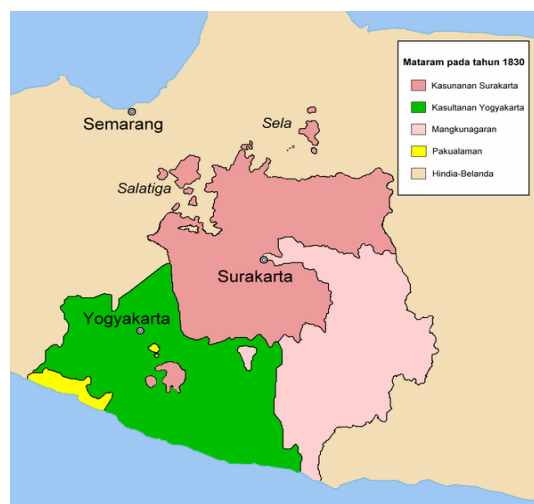 Mataram pada tahun 1830
Kasunanan Surakarta
Kasultanan Yogyakarta
Mangkunagaran
Pakualaman
Hindia-Belanda
Semarang
Sela
Salatiga
Surakarta
Yogyakarta